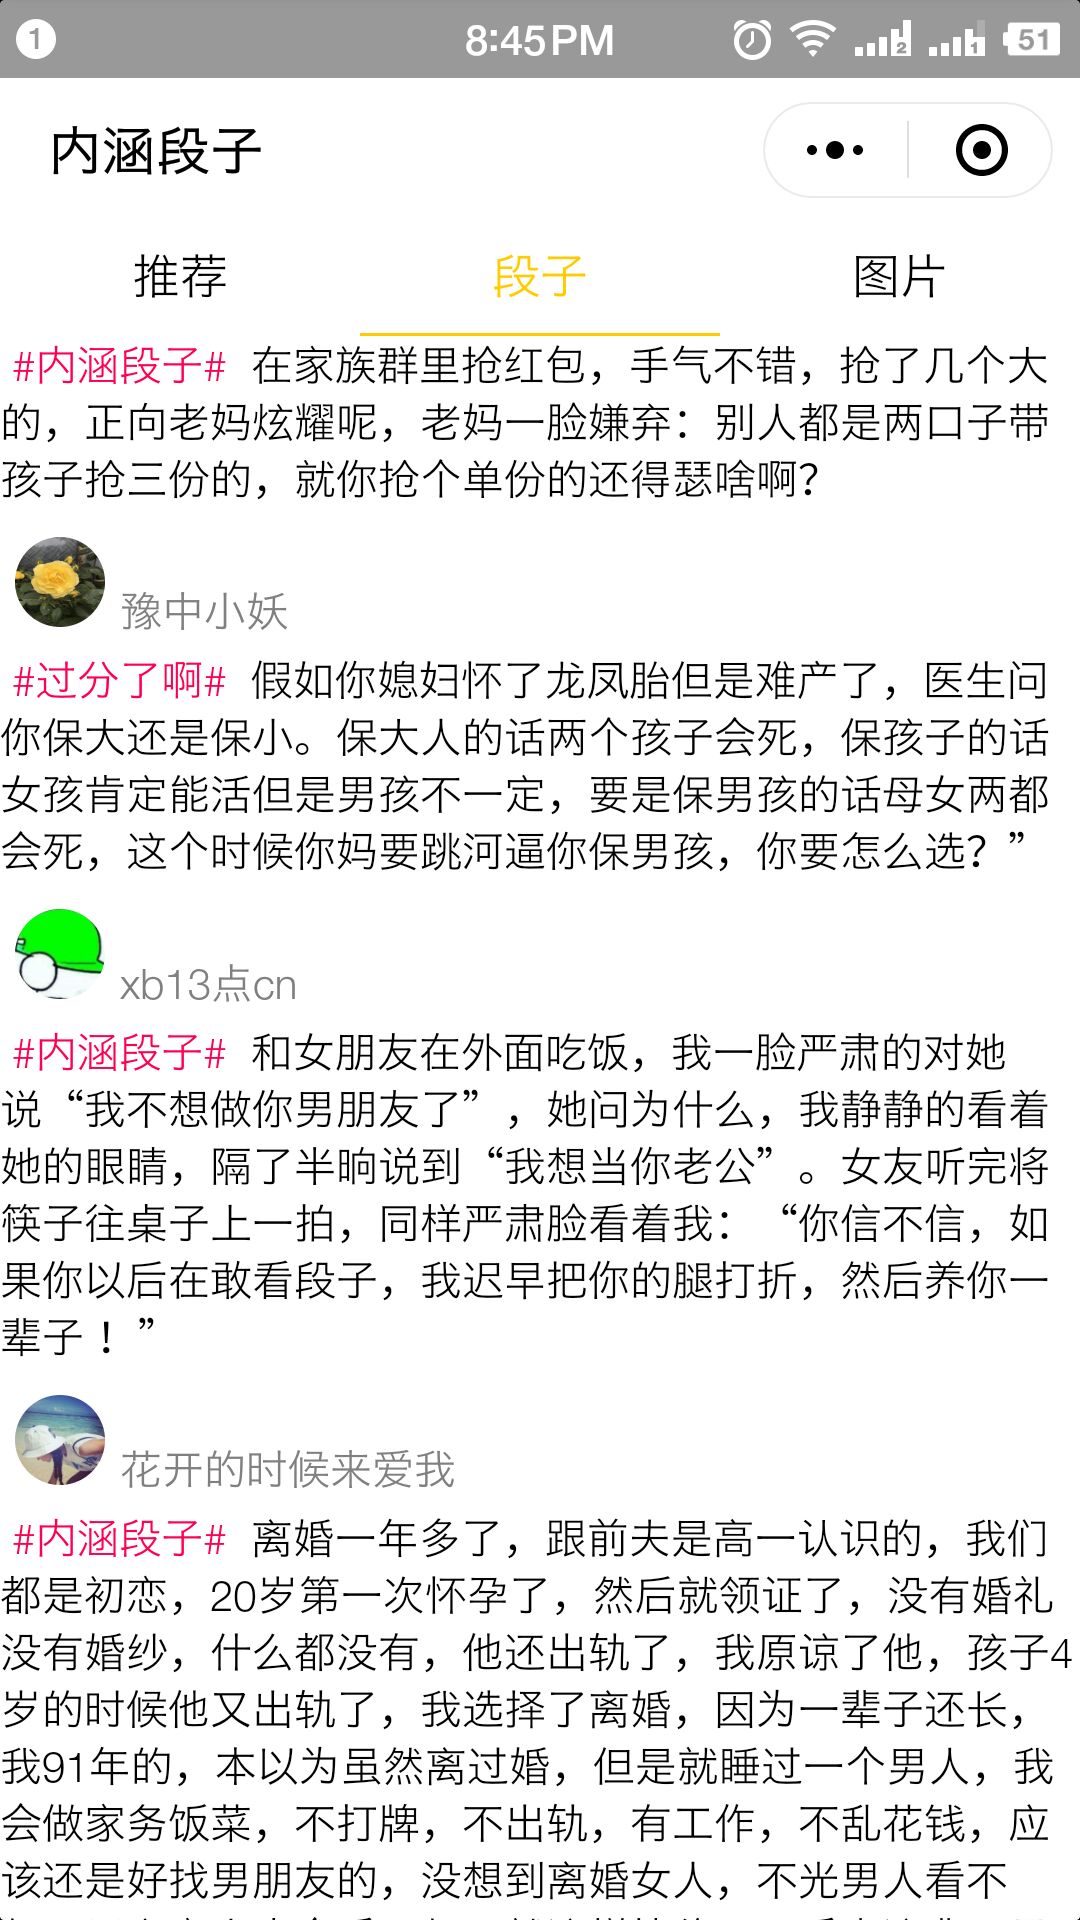 1 8:45 PM 2 1 51
内涵段子
推荐 段子 图片
#内涵段子# 在家族群里抢红包，手气不错，抢了几个大
的，正向老妈炫耀呢，老妈一脸嫌弃：别人都是两口子带
孩子抢三份的，就你抢个单份的还得瑟啥啊？
豫中小妖
#过分了啊# 假如你媳妇怀了龙凤胎但是难产了，医生问
你保大还是保小。保大人的话两个孩子会死，保孩子的话
女孩肯定能活但是男孩不一定，要是保男孩的话母女两都
会死，这个时候你妈要跳河逼你保男孩，你要怎么选？”
xb13点cn
#内涵段子# 和女朋友在外面吃饭，我一脸严肃的对她
说“我不想做你男朋友了”，她问为什么，我静静的看着
她的眼睛，隔了半晌说到“我想当你老公”。女友听完将
筷子往桌子上一拍，同样严肃脸看着我：“你信不信，如
果你以后在敢看段子，我迟早把你的腿打折，然后养你一
辈子！”
花开的时候来爱我
#内涵段子# 离婚一年多了，跟前夫是高一认识的，我们
都是初恋，20岁第一次怀孕了，然后就领证了，没有婚礼
没有婚纱，什么都没有，他还出轨了，我原谅了他，孩子4
岁的时候他又出轨了，我选择了离婚，因为一辈子还长，
我91年的，本以为虽然离过婚，但是就睡过一个男人，我
会做家务饭菜，不打牌，不出轨，有工作，不乱花钱，应
该还是好找男朋友的，没想到离婚女人，不光男人看不